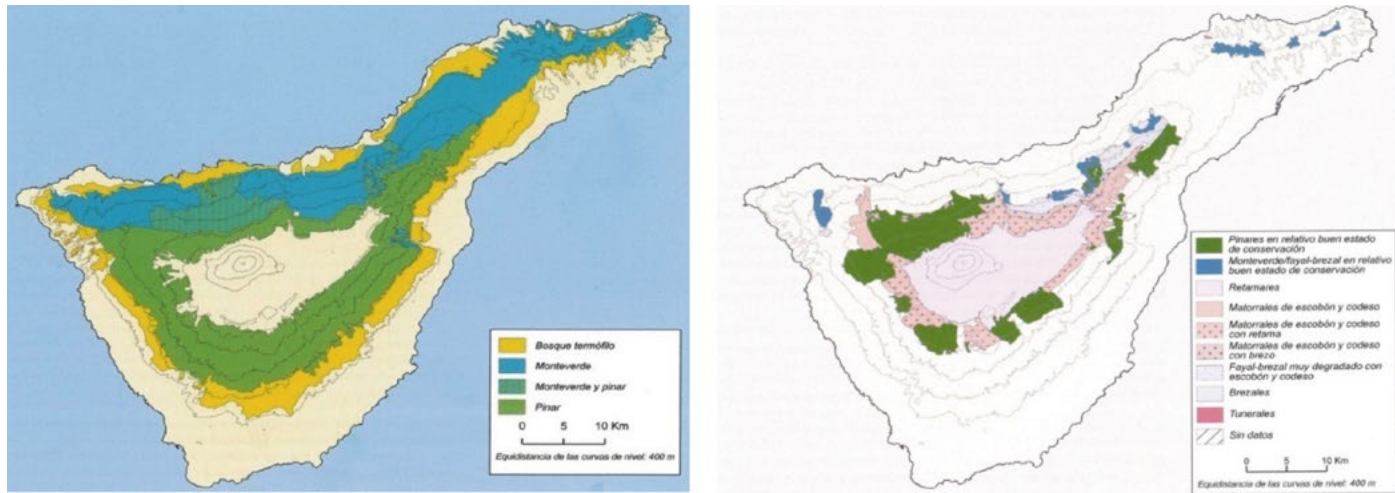 Bosque termófilo
Monteverde
Monteverde y pinar
Pinar
0 5 10 Km
Equidistancia de las curvas de nivel: 400 m
Pinares en relativo buen estado
de conservación
Monteverde/fayal-brezal en relativo
buen estado de conservación
Retamares
Matorrales de escobón y codeso
Matorrales de escobón y codeso
con retama
Matorrales de escobón y codeso
con brezo
Fayal-brezal muy degradado con
escobón y codeso
Brezales
Tunerales
Sin datos
0 5 10 Km
Equidistancia de las curvas de nivel: 400 m